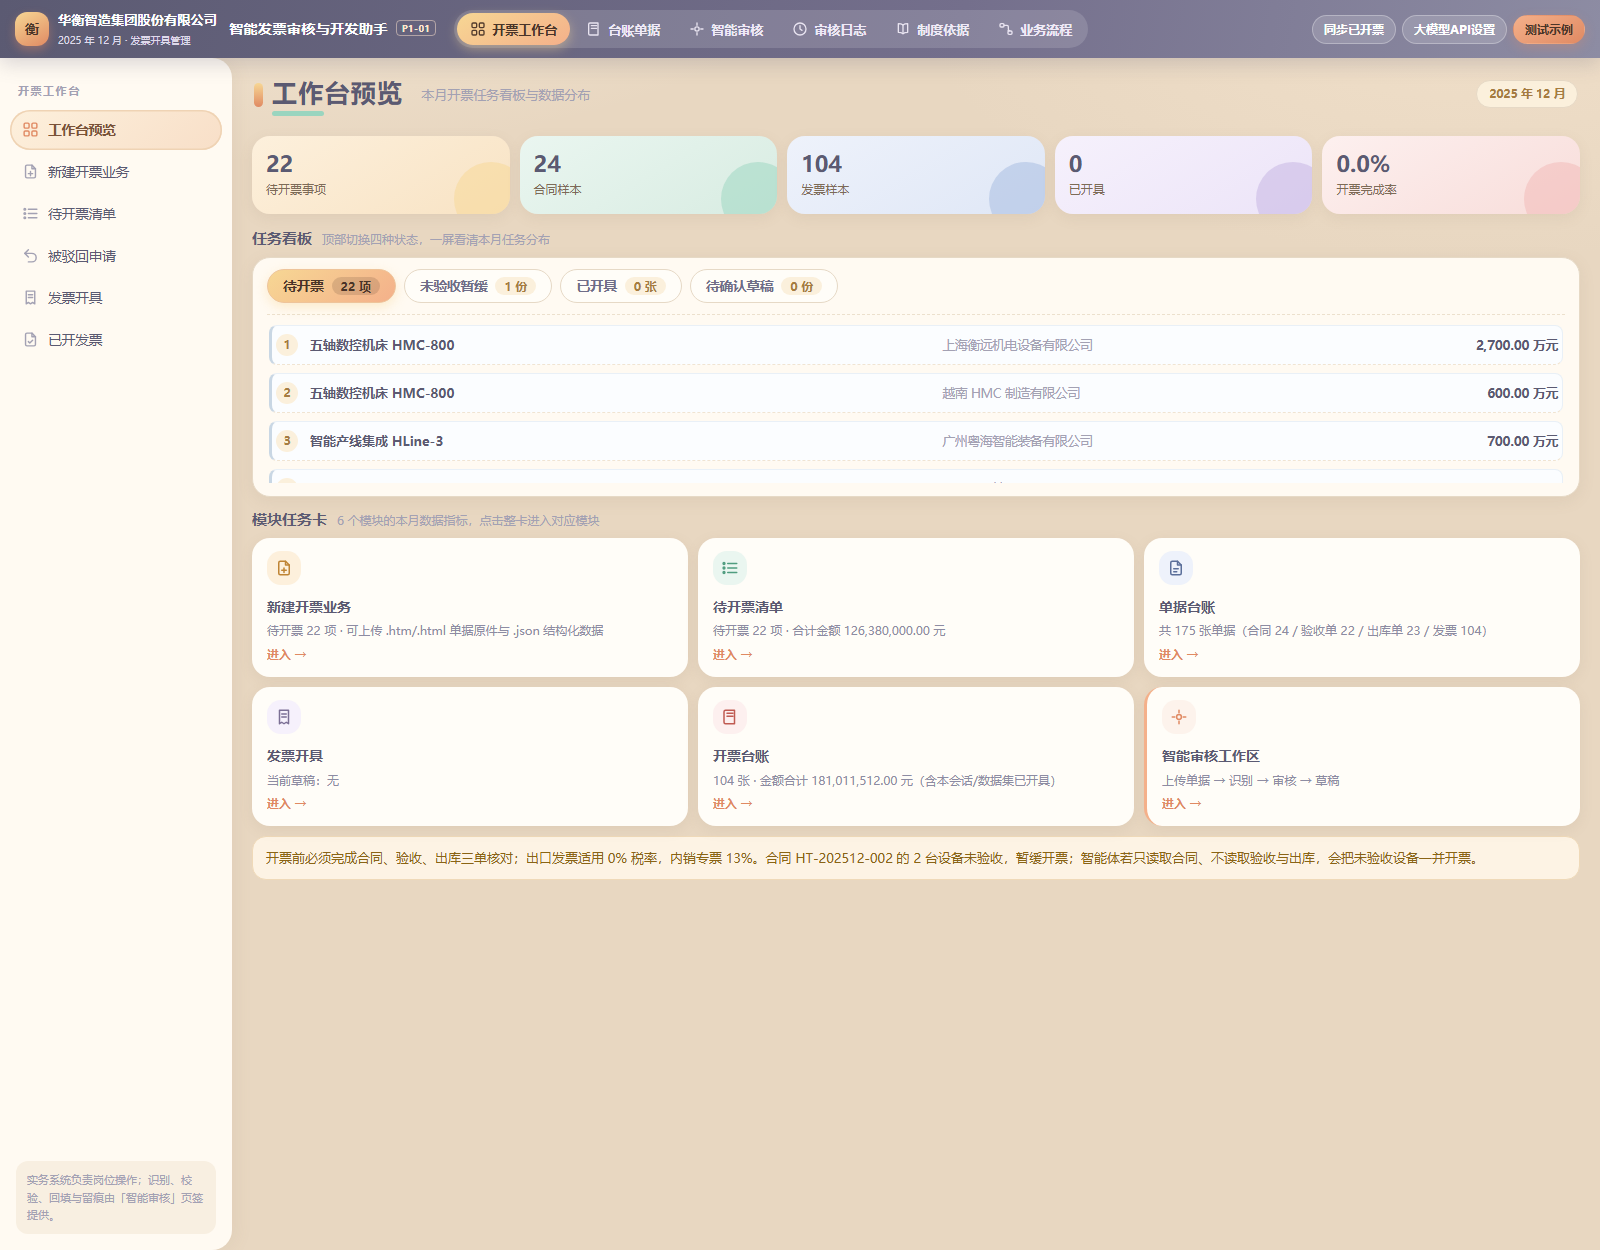 衡
华衡智造集团股份有限公司
2025 年 12 月 · 发票开具管理
智能发票审核与开发助手
P1-01
开票工作台
台账单据
智能审核
审核日志
制度依据
业务流程
同步已开票
大模型API设置
测试示例
开票工作台
工作台预览
新建开票业务
待开票清单
被驳回申请
发票开具
已开发票
实务系统负责岗位操作；识别、校
验、回填与留痕由「智能审核」页签
提供。
工作台预览
本月开票任务看板与数据分布
2025 年 12 月
22
待开票事项
24
合同样本
104
发票样本
0
已开具
0.0%
开票完成率
任务看板
顶部切换四种状态，一屏看清本月任务分布
待开票 22 项
未验收暂缓 1 份
已开具 0 张
待确认草稿 0 份
1 五轴数控机床 HMC-800 上海衡远机电设备有限公司 2,700.00 万元
2 五轴数控机床 HMC-800 越南 HMC 制造有限公司 600.00 万元
3 智能产线集成 HLine-3 广州粤海智能装备有限公司 700.00 万元
模块任务卡
6 个模块的本月数据指标，点击整卡进入对应模块
新建开票业务
待开票 22 项 · 可上传 .htm/.html 单据原件与 .json 结构化数据
进入 →
待开票清单
待开票 22 项 · 合计金额 126,380,000.00 元
进入 →
单据台账
共 175 张单据（合同 24 / 验收单 22 / 出库单 23 / 发票 104）
进入 →
发票开具
当前草稿：无
进入 →
开票台账
104 张 · 金额合计 181,011,512.00 元（含本会话/数据集已开具）
进入 →
智能审核工作区
上传单据 → 识别 → 审核 → 草稿
进入 →
开票前必须完成合同、验收、出库三单核对；出口发票适用 0% 税率，内销专票 13%。合同 HT-202512-002 的 2 台设备未验收，暂缓开票；智能体若只读取合同、不读取验收与出库，会把未验收设备一并开票。